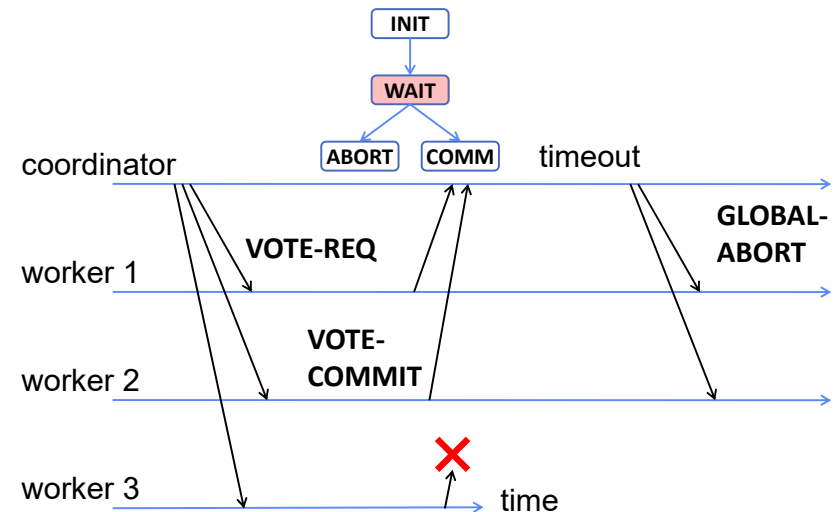 INIT
WAIT
ABORT COMM
coordinator
timeout
VOTE-REQ
GLOBAL-
ABORT
worker 1
VOTE-
COMMIT
worker 2
worker 3
time